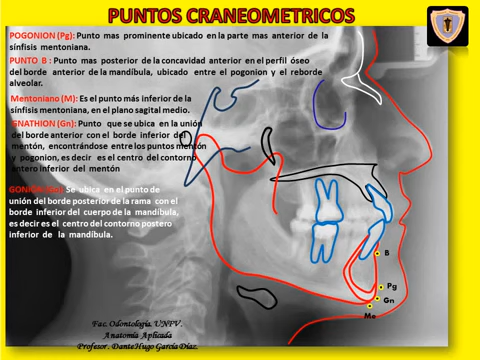 PUNTOS CRANEOMETRICOS
POGONION (Pg): Punto mas prominente ubicado en la parte mas anterior de la
sínfisis mentoniana.
PUNTO B : Punto mas posterior de la concavidad anterior en el perfil óseo
del borde anterior de la mandíbula, ubicado entre el pogonion y el reborde
alveolar.
Mentoniano (M): Es el punto más inferior de la
sínfisis mentoniana, en el plano sagital medio.
GNATHION (Gn): Punto que se ubica en la unión
del borde anterior con el borde inferior del
mentón, encontrándose entre los puntos mentón
y pogonion, es decir es el centro del contorno
antero inferior del mentón
GONION Se ubica en el punto de
unión del borde posterior de la rama con el
borde inferior del cuerpo de la mandíbula,
es decir es el centro del contorno postero
inferior de la mandíbula.
B
Pg
Gn
Me
Fac. Odontología. UNFV.
Anatomía Aplicada
Profesor. Dante Hugo García Díaz.